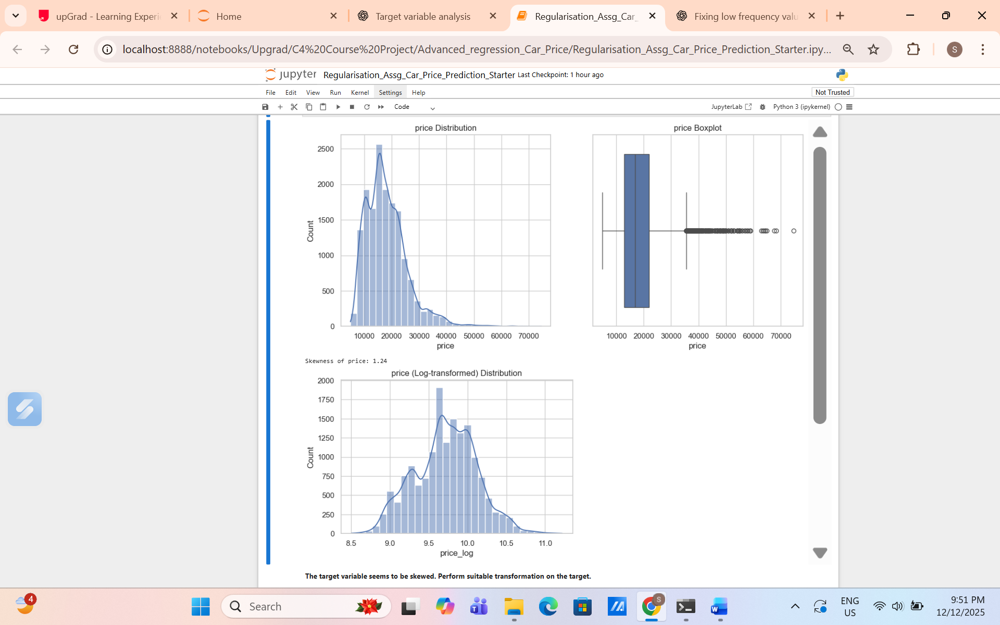 upGrad - Learning Experi
Home
Target variable analysis
Regularisation_Assg_Car_
Fixing low frequency valu
localhost:8888/notebooks/Upgrad/C4%20Course%20Project/Advanced_regression_Car_Price/Regularisation_Assg_Car_Price_Prediction_Starter.ipy...
S
jupyter Regularisation_Assg_Car_Price_Prediction_Starter Last Checkpoint: 1 hour ago
File Edit View Run Kernel Settings Help
Not Trusted
Code
JupyterLab
Python 3 (ipykernel)
price Distribution
2500
2000
1500
1000
500
0
Count
10000 20000 30000 40000 50000 60000 70000
price
price Boxplot
10000 20000 30000 40000 50000 60000 70000
price
Skewness of price: 1.24
price (Log-transformed) Distribution
2000
1750
1500
1250
1000
750
500
250
0
Count
8.5 9.0 9.5 10.0 10.5 11.0
price_log
The target variable seems to be skewed. Perform suitable transformation on the target.
4
Search
T
S
W
ENG
US
9:51 PM
12/12/2025